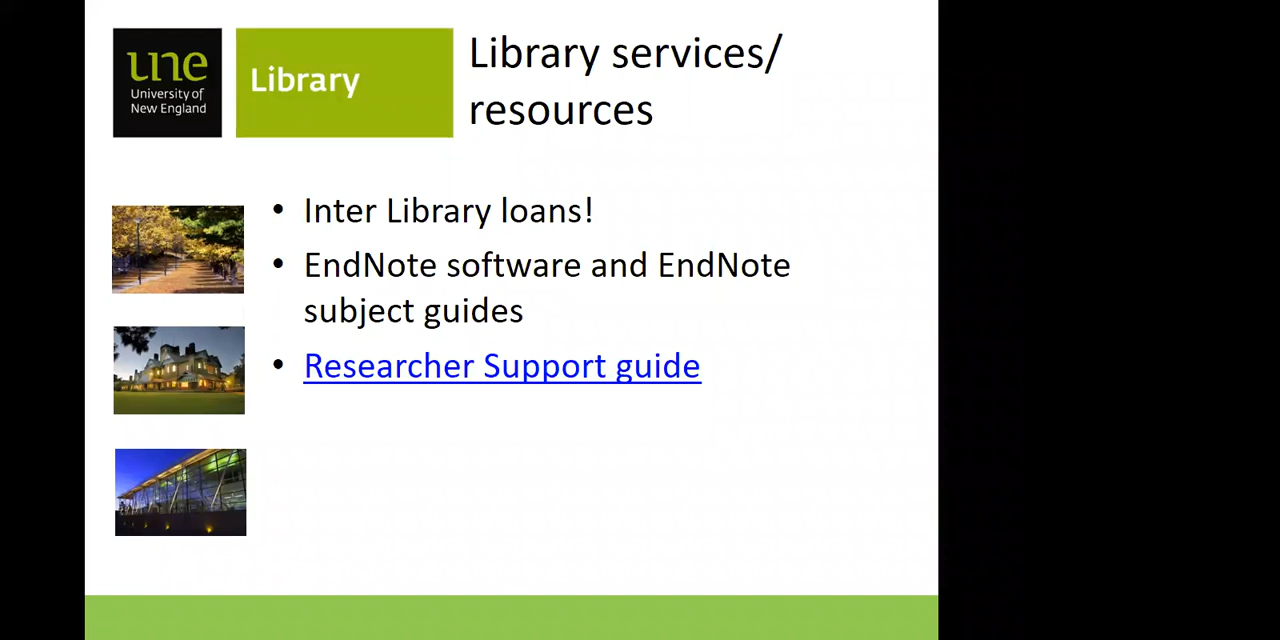 une
University of
New England
Library
Library services/
resources
• Inter Library loans!
• EndNote software and EndNote
subject guides
• Researcher Support guide